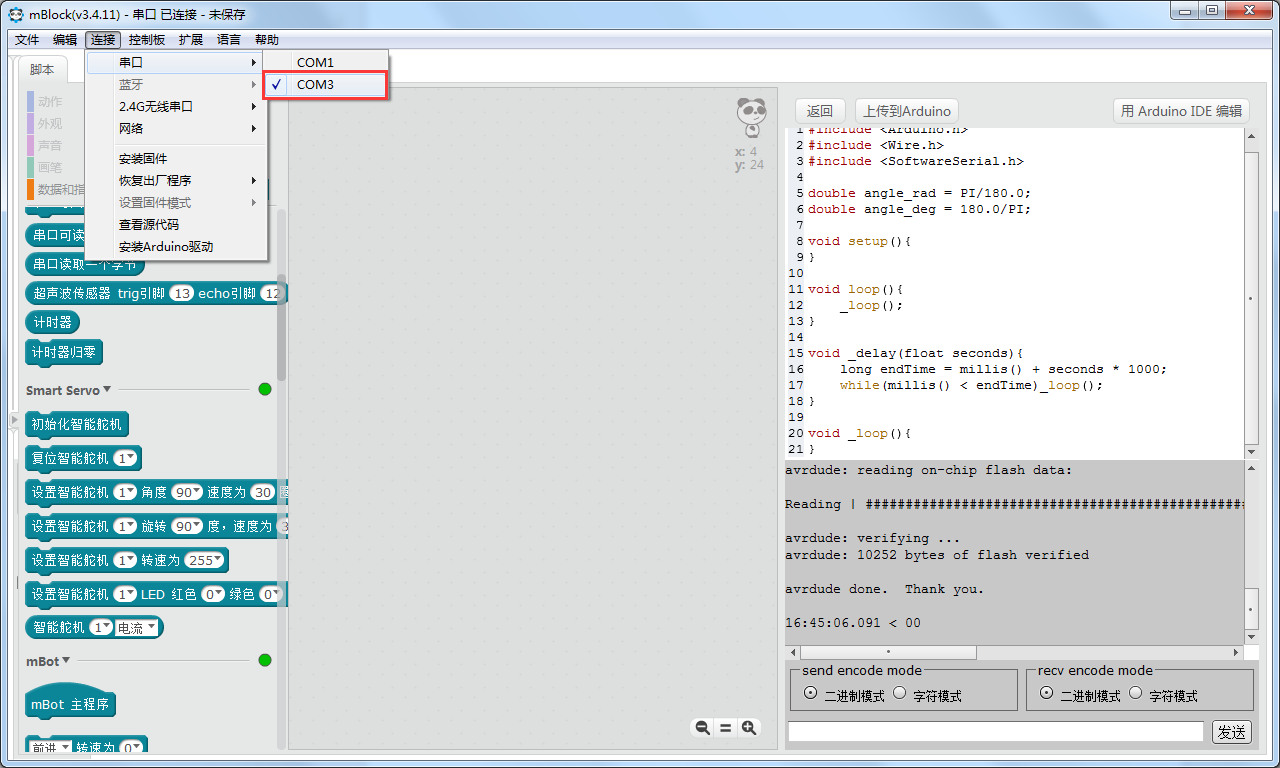 mBlock(v3.4.11) - 串口 已连接 - 未保存
文件 编辑 连接 控制板 扩展 语言 帮助
串口
蓝牙
2.4G无线串口
网络
安装固件
恢复出厂程序
设置固件模式
查看源代码
安装Arduino驱动
COM1
COM3
脚本
动作
外观
声音
画笔
数据和指
串口可读
串口读取一个字节
超声波传感器 trig引脚 13 echo引脚 12
计时器
计时器归零
Smart Servo
初始化智能舵机
复位智能舵机 1
设置智能舵机 1 角度 90 速度为 30
设置智能舵机 1 旋转 90 度，速度为 3
设置智能舵机 1 转速为 255
设置智能舵机 1 LED 红色 0 绿色 0
智能舵机 1 电流
mBot
mBot 主程序
前进 转速为 0
x: 4
y: 24
返回 上传到Arduino 用 Arduino IDE 编辑
1 #include <Arduino.h>
2 #include <Wire.h>
3 #include <SoftwareSerial.h>
4
5 double angle_rad = PI/180.0;
6 double angle_deg = 180.0/PI;
7
8 void setup(){
9 }
10
11 void loop(){
12 _loop();
13 }
14
15 void _delay(float seconds){
16 long endTime = millis() + seconds * 1000;
17 while(millis() < endTime)_loop();
18 }
19
20 void _loop(){
21 }
avrdude: reading on-chip flash data:
Reading | ###############################################
avrdude: verifying ...
avrdude: 10252 bytes of flash verified
avrdude done. Thank you.
16:45:06.091 < 00
send encode mode
二进制模式 字符模式
recv encode mode
二进制模式 字符模式
发送